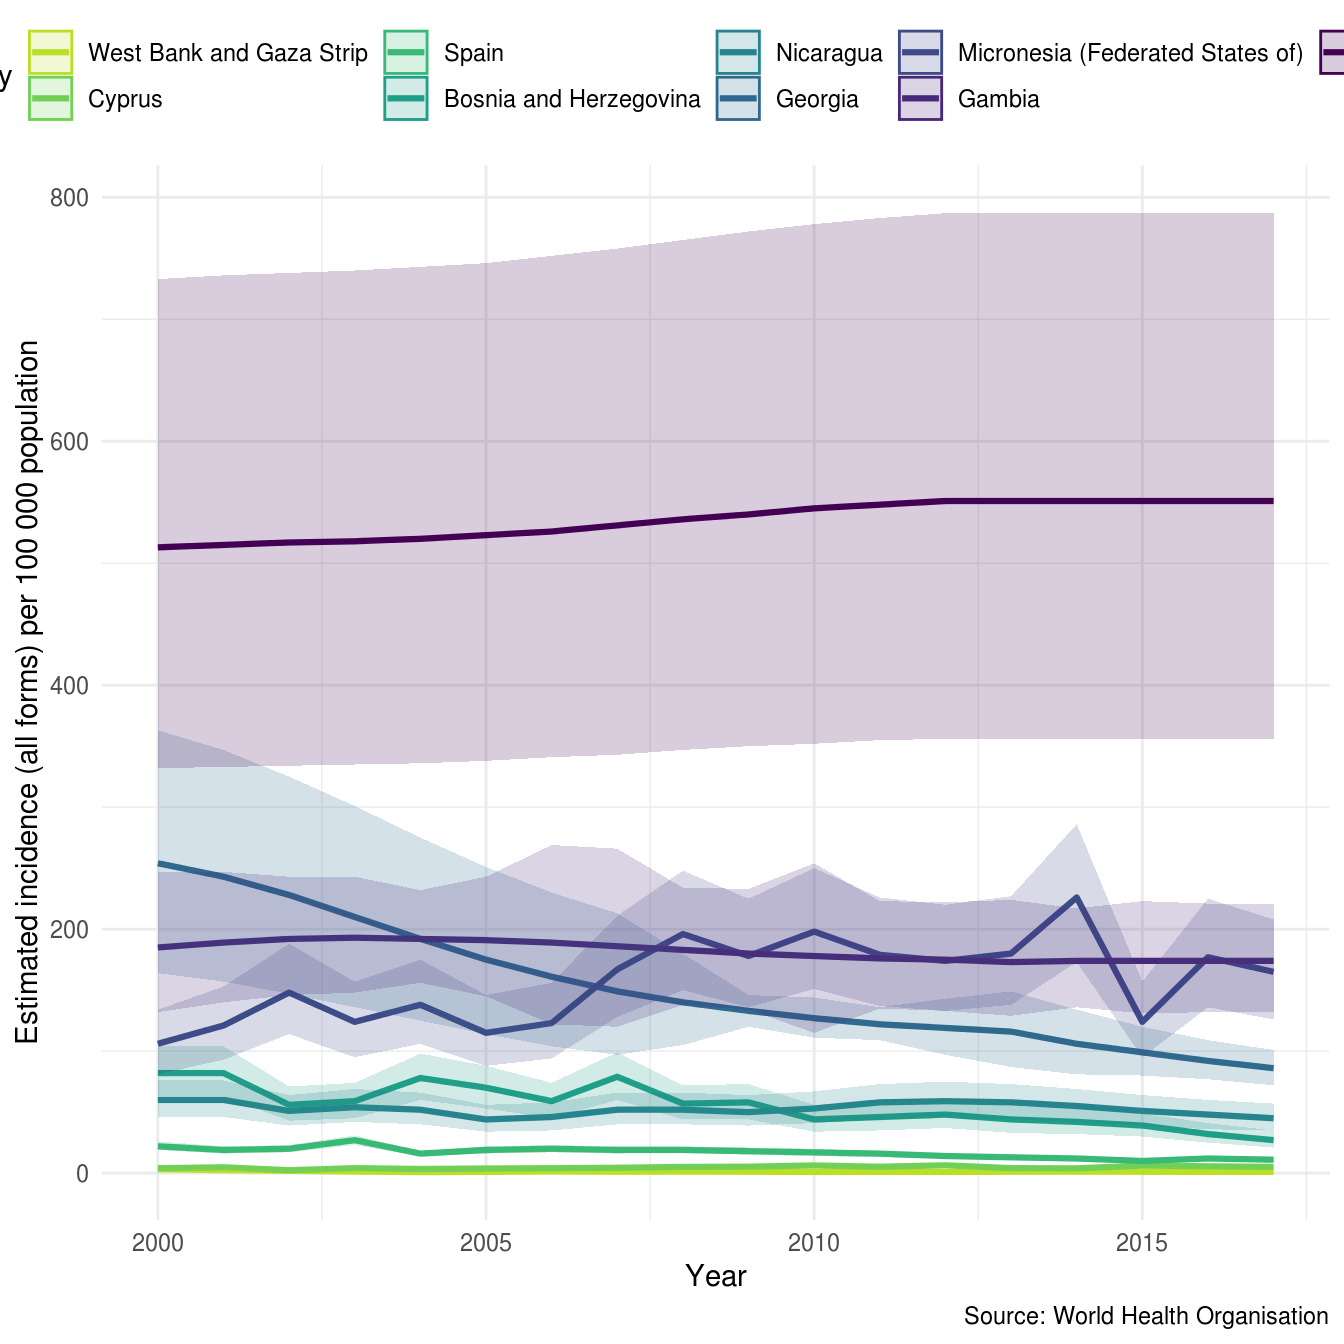 y
West Bank and Gaza Strip Spain Nicaragua Micronesia (Federated States of)
Cyprus Bosnia and Herzegovina Georgia Gambia
Estimated incidence (all forms) per 100 000 population
800
600
400
200
0
2000 2005 2010 2015
Year
Source: World Health Organisation